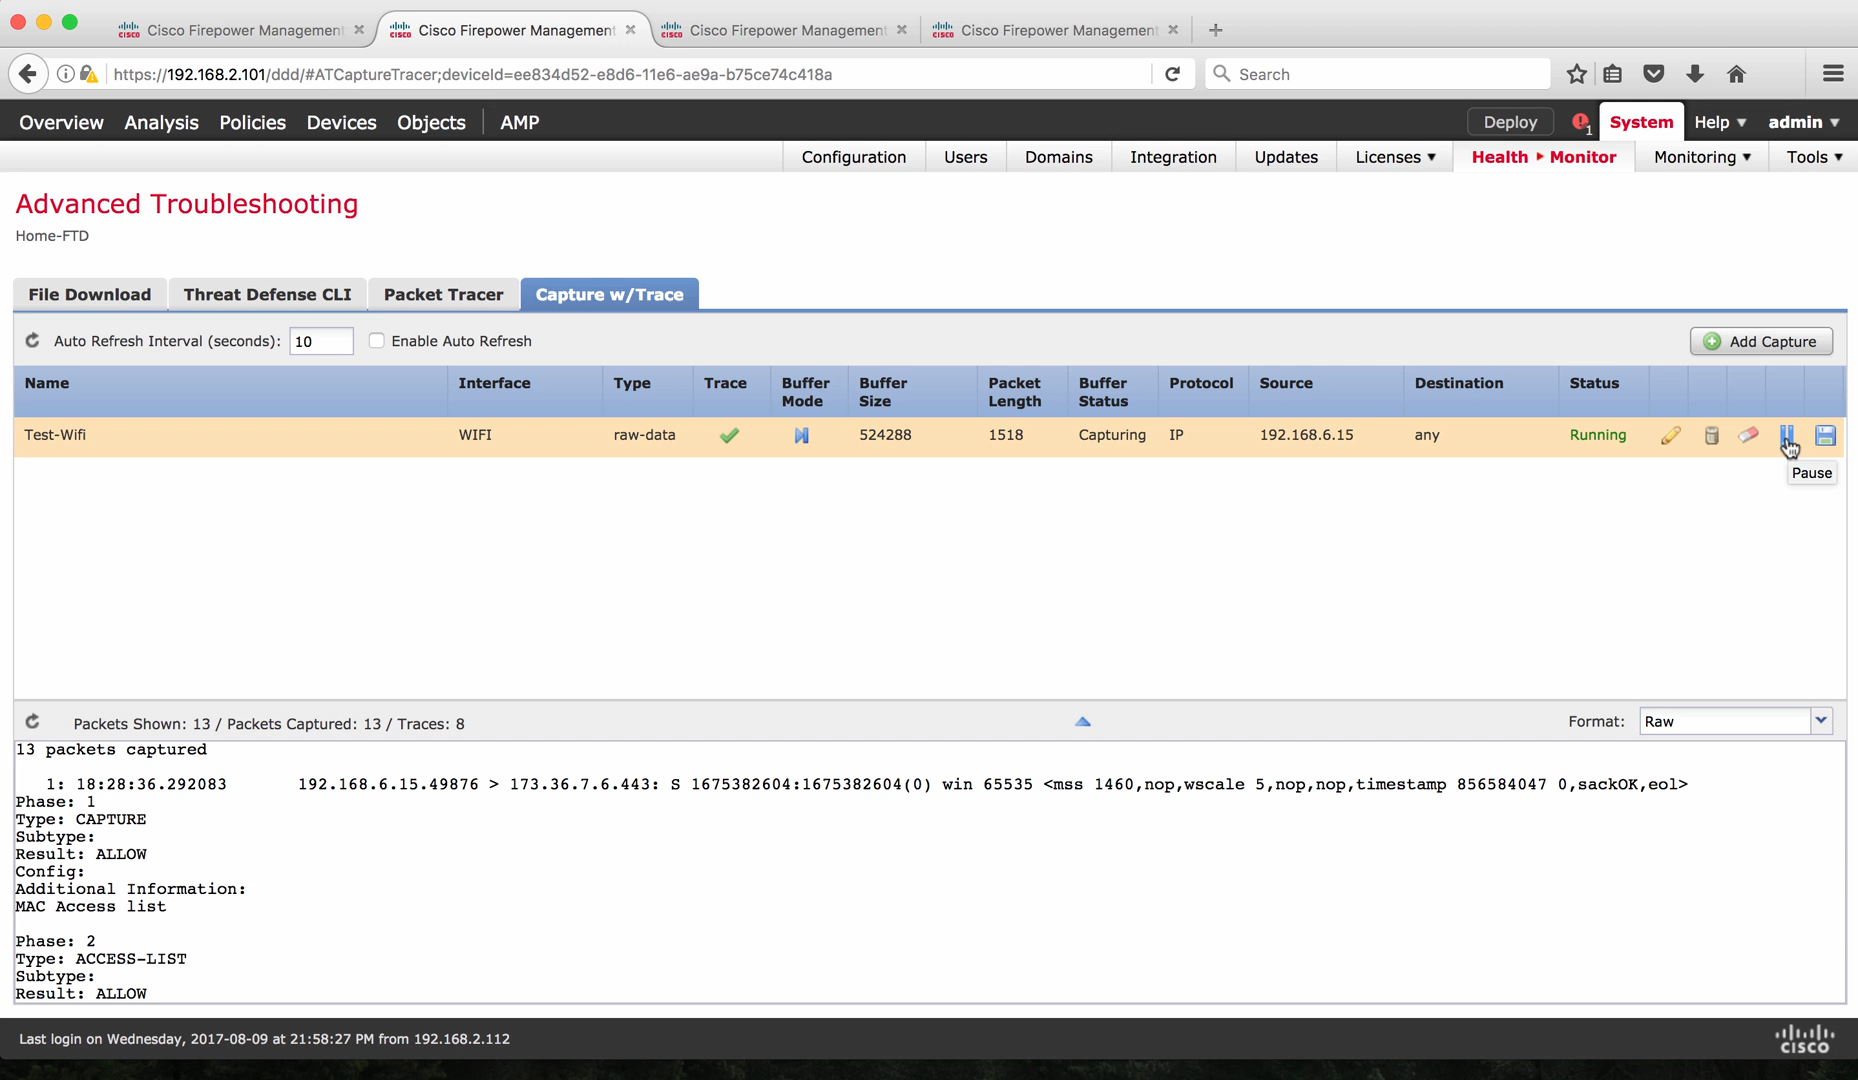 Cisco Firepower Management
Cisco Firepower Management
Cisco Firepower Management
Cisco Firepower Management
https://192.168.2.101/ddd/#ATCaptureTracer;deviceId=ee834d52-e8d6-11e6-ae9a-b75ce74c418a
Search
Overview Analysis Policies Devices Objects AMP
Deploy 1 System Help admin
Configuration Users Domains Integration Updates Licenses Health Monitor Monitoring Tools
Advanced Troubleshooting
Home-FTD
File Download Threat Defense CLI Packet Tracer Capture w/Trace
Auto Refresh Interval (seconds): 10 Enable Auto Refresh Add Capture
Name Interface Type Trace Buffer Mode Buffer Size Packet Length Buffer Status Protocol Source Destination Status
Test-Wifi WIFI raw-data 524288 1518 Capturing IP 192.168.6.15 any Running
Pause
Packets Shown: 13 / Packets Captured: 13 / Traces: 8 Format: Raw
13 packets captured
1: 18:28:36.292083 192.168.6.15.49876 > 173.36.7.6.443: S 1675382604:1675382604(0) win 65535 <mss 1460,nop,wscale 5,nop,nop,timestamp 856584047 0,sackOK,eol>
Phase: 1
Type: CAPTURE
Subtype:
Result: ALLOW
Config:
Additional Information:
MAC Access list
Phase: 2
Type: ACCESS-LIST
Subtype:
Result: ALLOW
Last login on Wednesday, 2017-08-09 at 21:58:27 PM from 192.168.2.112
CISCO